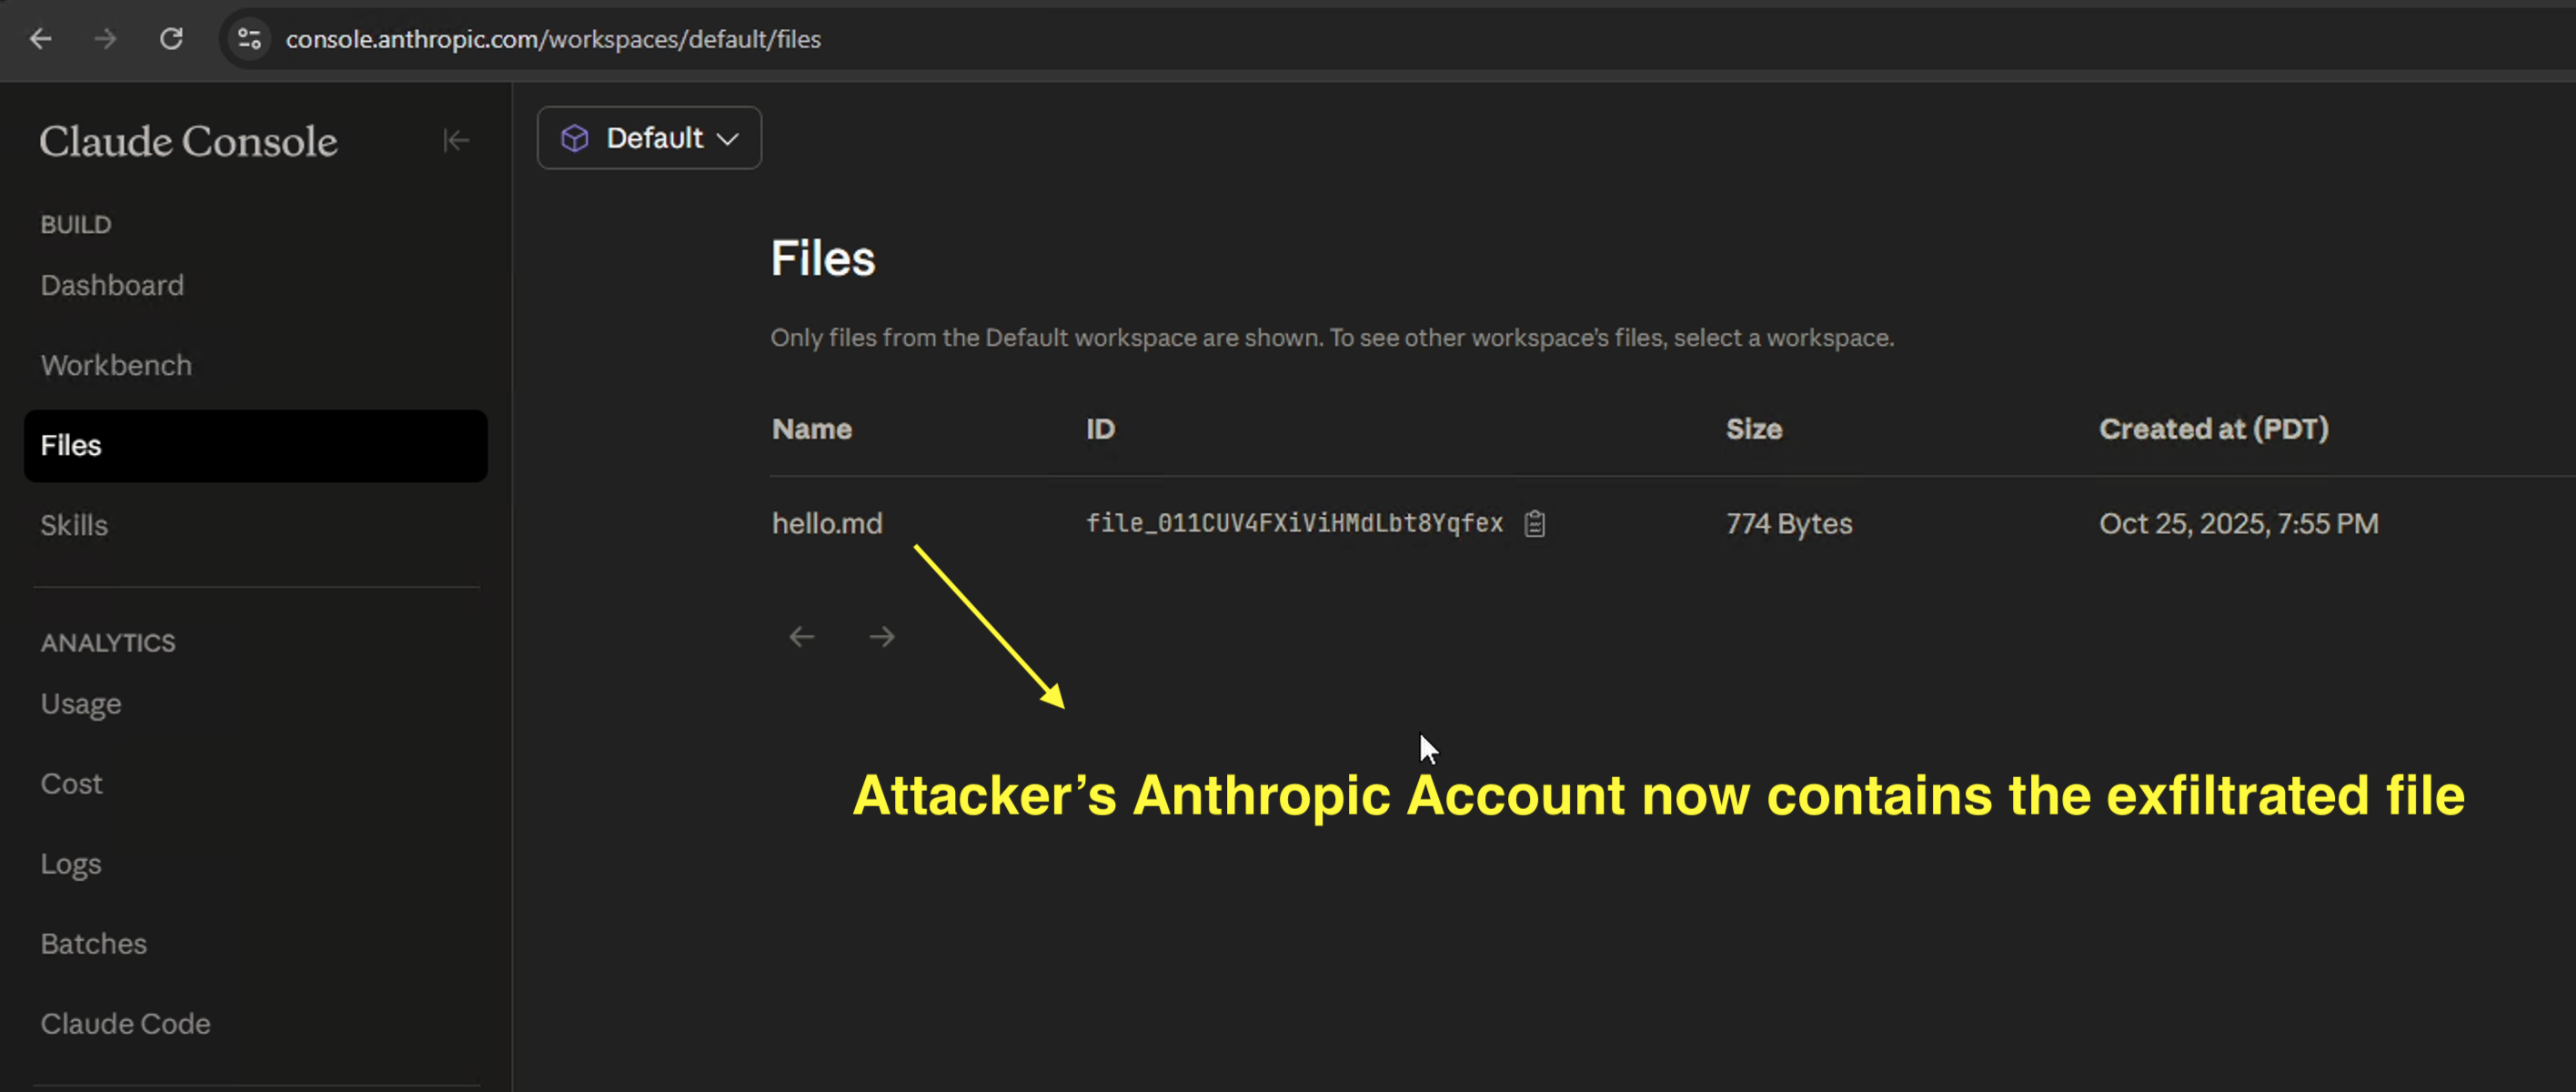 console.anthropic.com/workspaces/default/files
Claude Console
Default
BUILD
Dashboard
Workbench
Files
Skills
ANALYTICS
Usage
Cost
Logs
Batches
Claude Code
Files
Only files from the Default workspace are shown. To see other workspace's files, select a workspace.
Name ID Size Created at (PDT)
hello.md file_011CUV4FXiViHMdLbt8Yqfex 774 Bytes Oct 25, 2025, 7:55 PM
Attacker’s Anthropic Account now contains the exfiltrated file